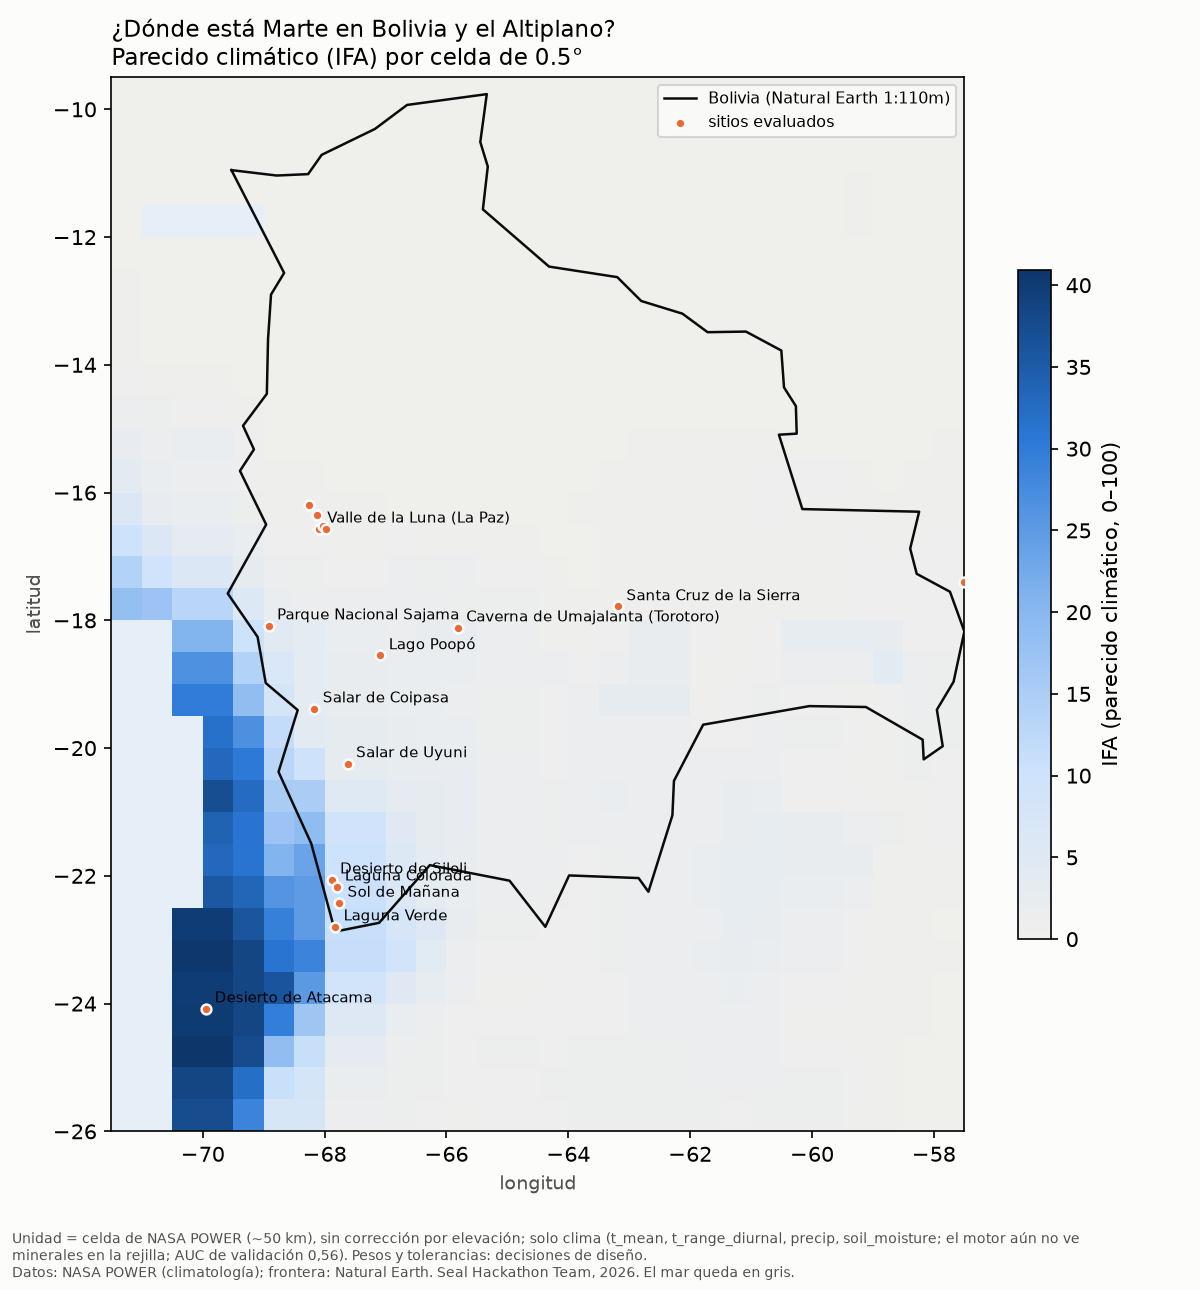 ¿Dónde está Marte en Bolivia y el Altiplano?
Parecido climático (IFA) por celda de 0.5°
Bolivia (Natural Earth 1:110m)
sitios evaluados
−10
−12
−14
−16
−18
−20
−22
−24
−26
latitud
Valle de la Luna (La Paz)
Santa Cruz de la Sierra
Parque Nacional Sajama
Caverna de Umajalanta (Torotoro)
Lago Poopó
Salar de Coipasa
Salar de Uyuni
Desierto de Siloli
Laguna Colorada
Sol de Mañana
Laguna Verde
Desierto de Atacama
−70
−68
−66
−64
−62
−60
−58
longitud
40
35
30
25
20
15
10
5
0
IFA (parecido climático, 0–100)
Unidad = celda de NASA POWER (~50 km), sin corrección por elevación; solo clima (t_mean, t_range_diurnal, precip, soil_moisture; el motor aún no ve
minerales en la rejilla; AUC de validación 0,56). Pesos y tolerancias: decisiones de diseño.
Datos: NASA POWER (climatología); frontera: Natural Earth. Seal Hackathon Team, 2026. El mar queda en gris.